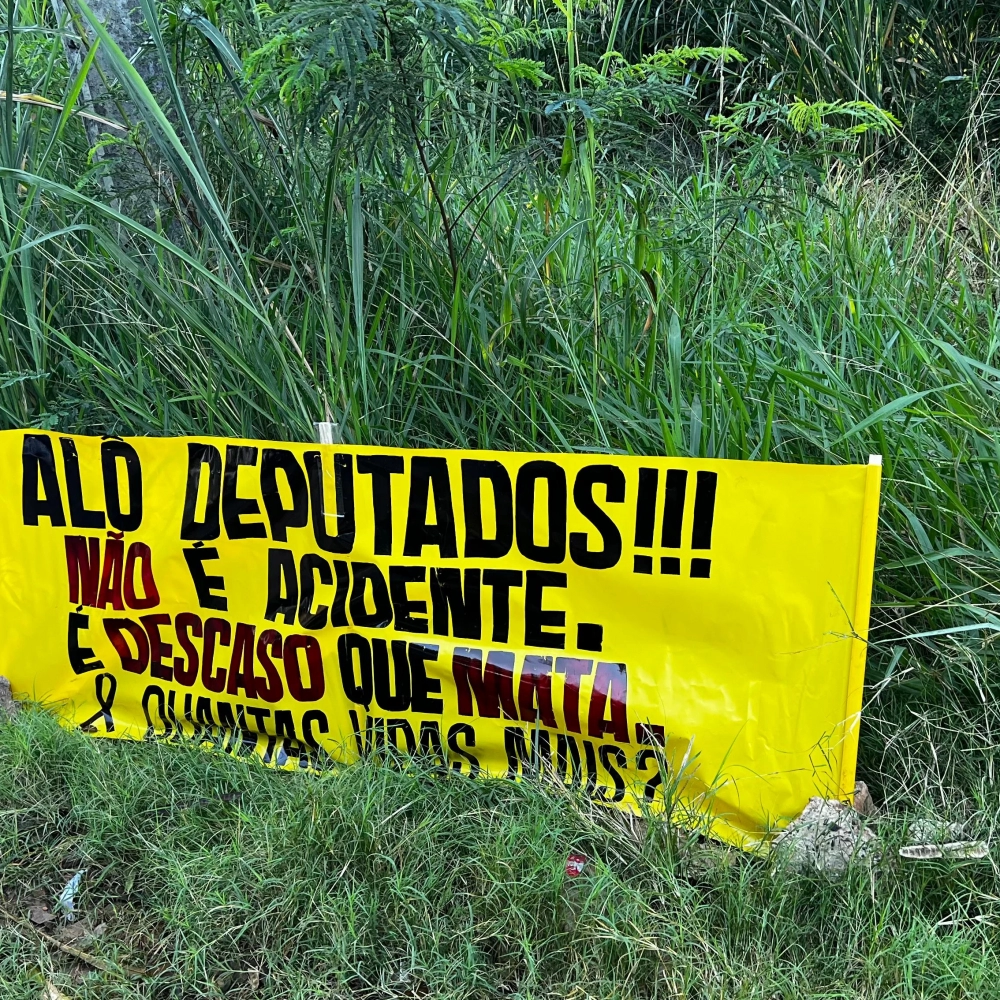 ALÔ DEPUTADOS!!!
NÃO É ACIDENTE.
É DESCASO QUE MATA.
QUANTAS VIDAS MAIS?